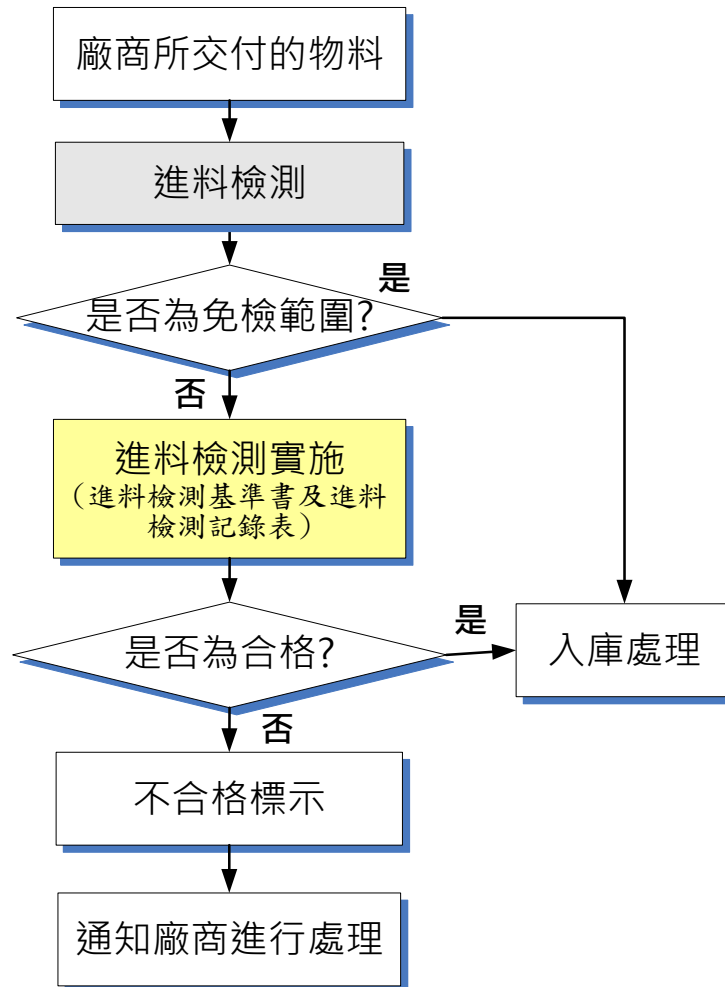 廠商所交付的物料
進料檢測
是
是否為免檢範圍?
否
進料檢測實施
（進料檢測基準書及進料
檢測記錄表）
是
是否為合格?
入庫處理
否
不合格標示
通知廠商進行處理